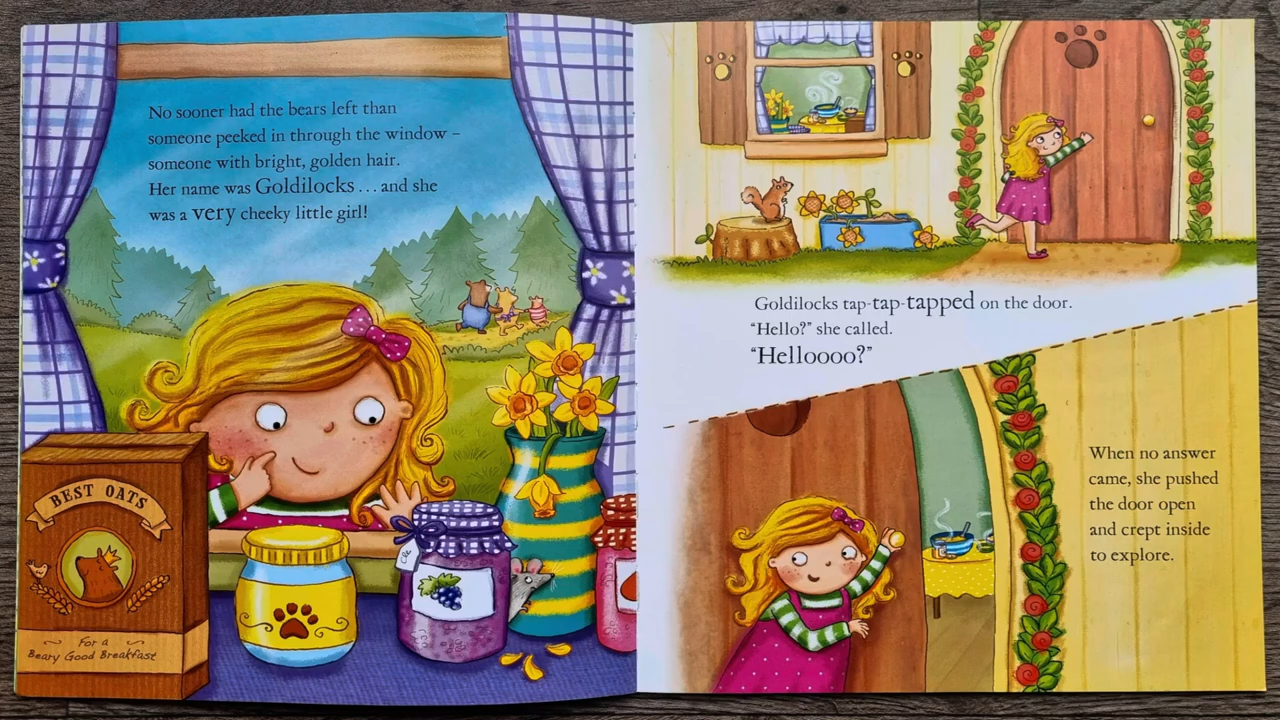 No sooner had the bears left than
someone peeked in through the window –
someone with bright, golden hair.
Her name was Goldilocks . . . and she
was a very cheeky little girl!
BEST OATS
For a
Beary Good Breakfast
Goldilocks tap-tap-tapped on the door.
“Hello?” she called.
“Helloooo?”
When no answer
came, she pushed
the door open
and crept inside
to explore.